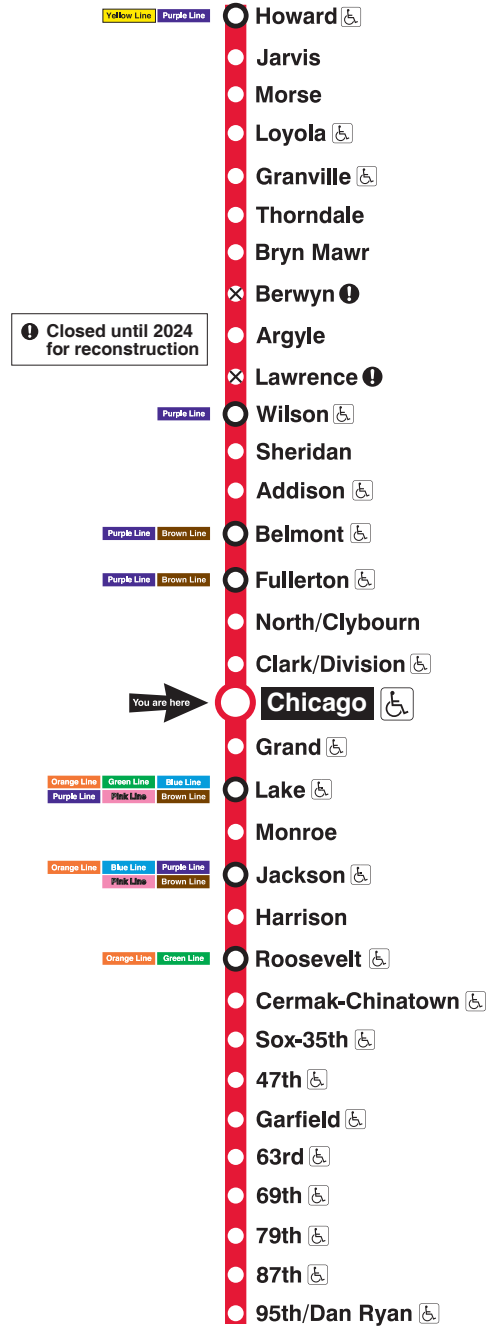 Yellow Line Purple Line Howard
Jarvis
Morse
Loyola
Granville
Thorndale
Bryn Mawr
Berwyn !
! Closed until 2024
for reconstruction
Argyle
Lawrence !
Purple Line Wilson
Sheridan
Addison
Purple Line Brown Line Belmont
Purple Line Brown Line Fullerton
North/Clybourn
Clark/Division
You are here Chicago
Grand
Orange Line Green Line Blue Line
Purple Line Pink Line Brown Line
Lake
Monroe
Orange Line Blue Line Purple Line
Pink Line Brown Line
Jackson
Harrison
Orange Line Green Line Roosevelt
Cermak-Chinatown
Sox-35th
47th
Garfield
63rd
69th
79th
87th
95th/Dan Ryan